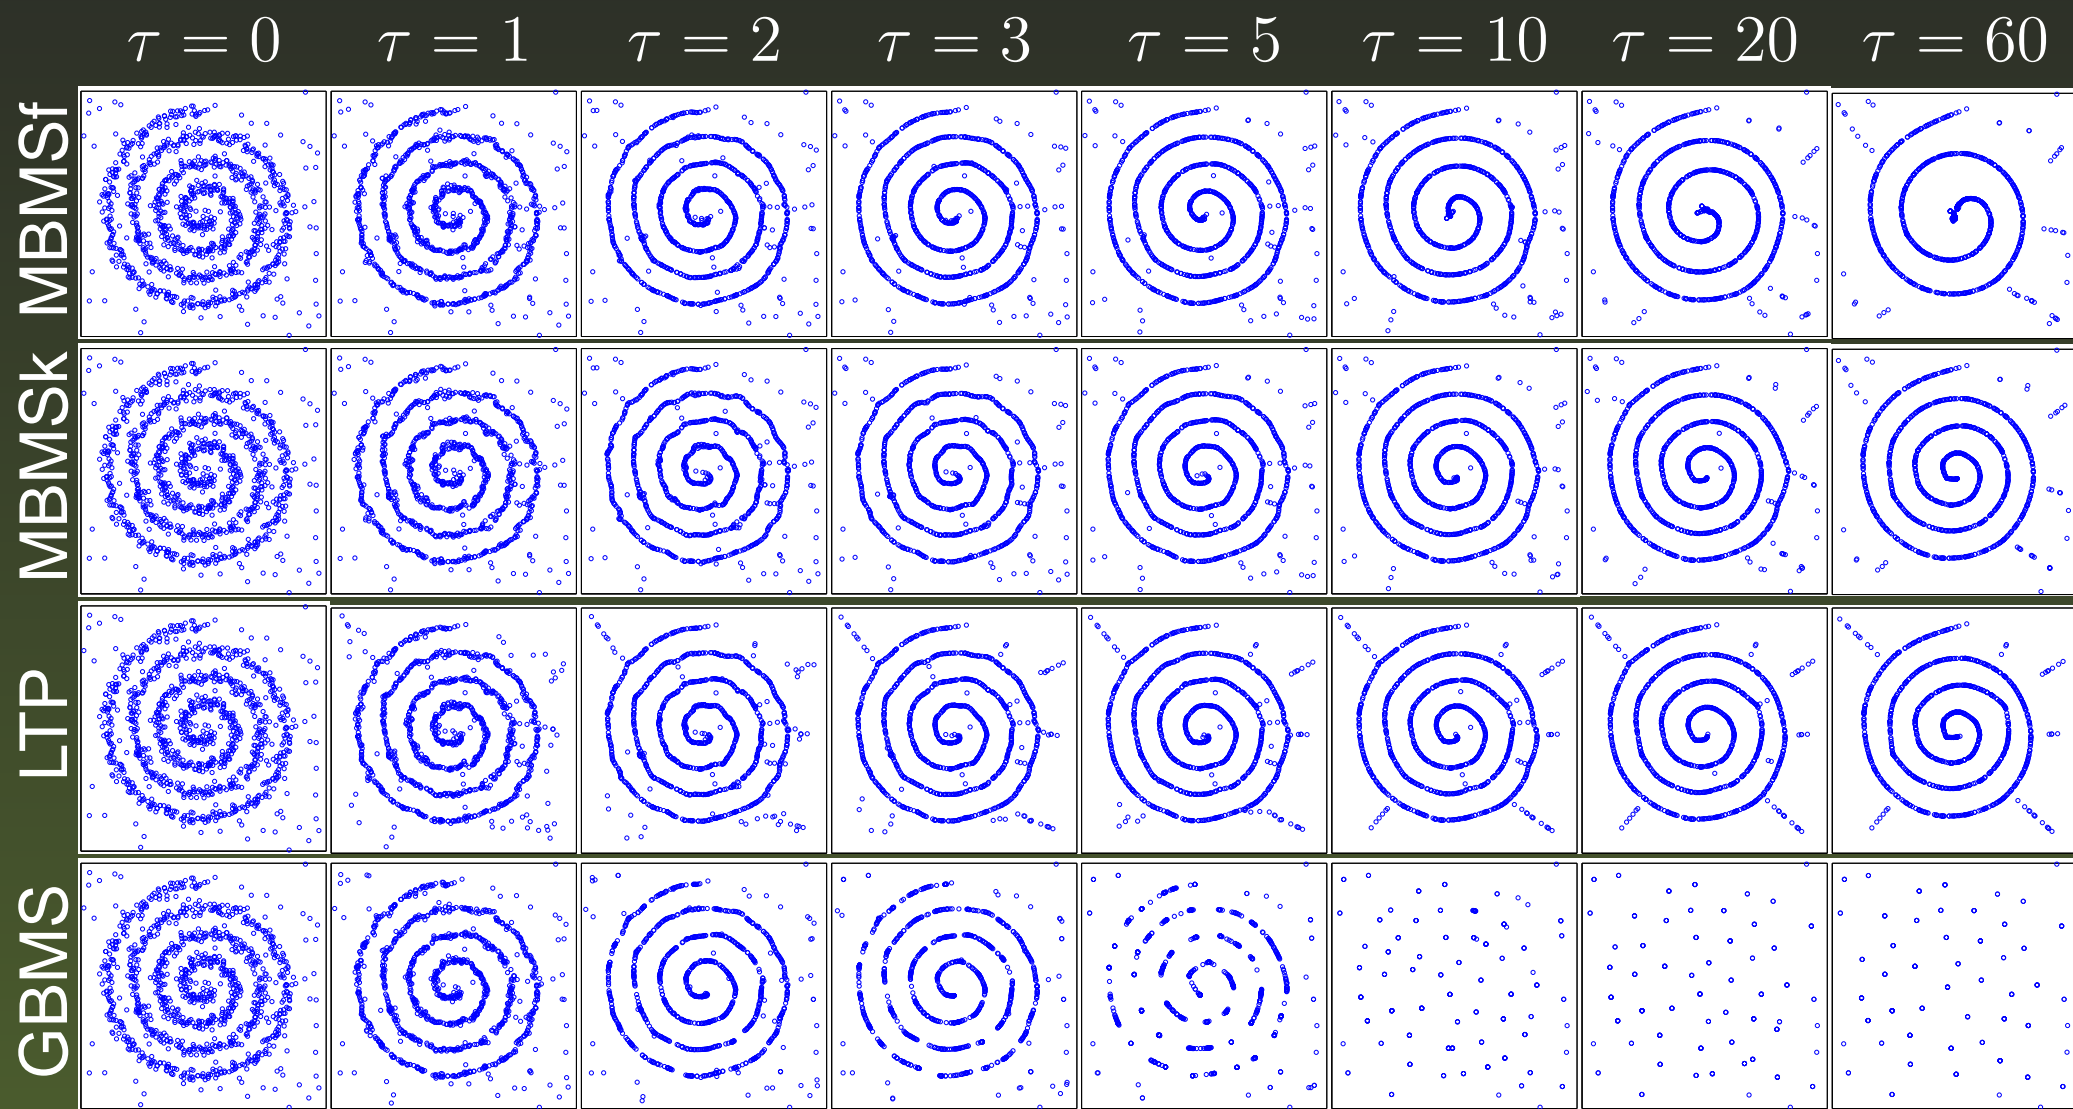 τ = 0 τ = 1 τ = 2 τ = 3 τ = 5 τ = 10 τ = 20 τ = 60
MBMSf
MBMSk
LTP
GBMS